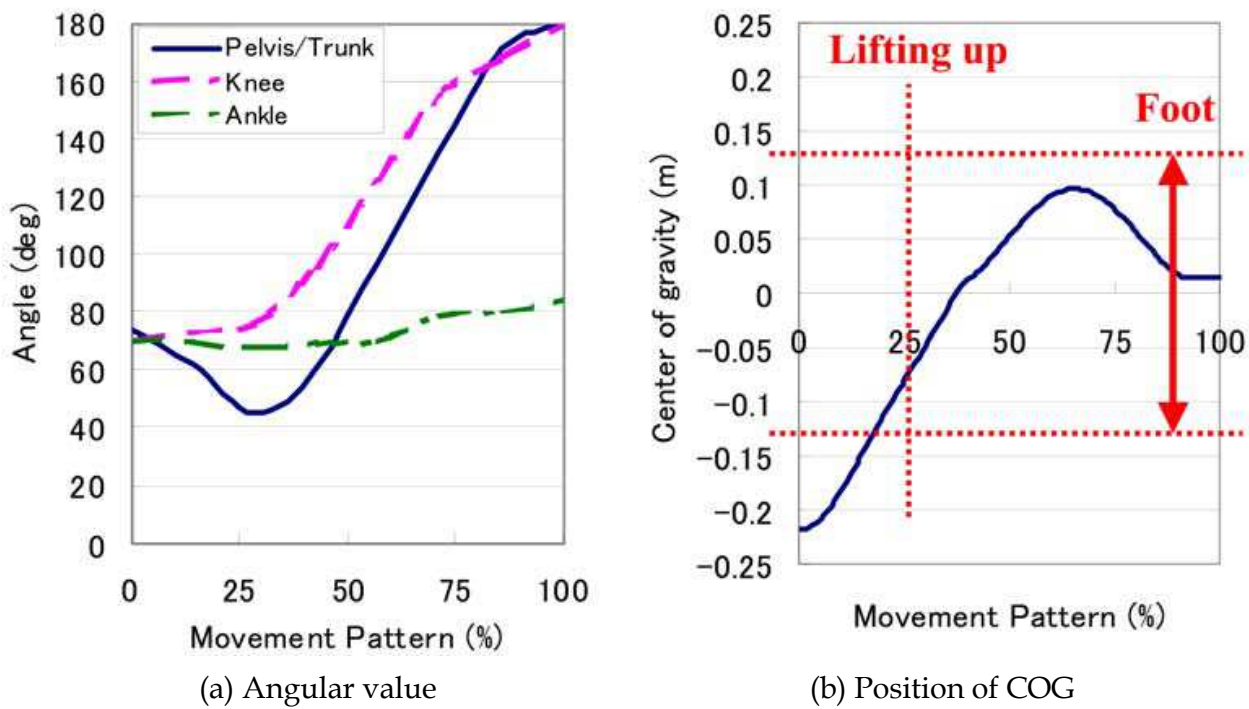 180
160
140
120
100
80
60
40
20
0
Angle (deg)
Pelvis/Trunk
Knee
Ankle
0 25 50 75 100
Movement Pattern (%)
(a) Angular value
0.25
0.2
0.15
0.1
0.05
0
-0.05
-0.1
-0.15
-0.2
-0.25
Center of gravity (m)
Lifting up
Foot
0 25 50 75 100
Movement Pattern (%)
(b) Position of COG